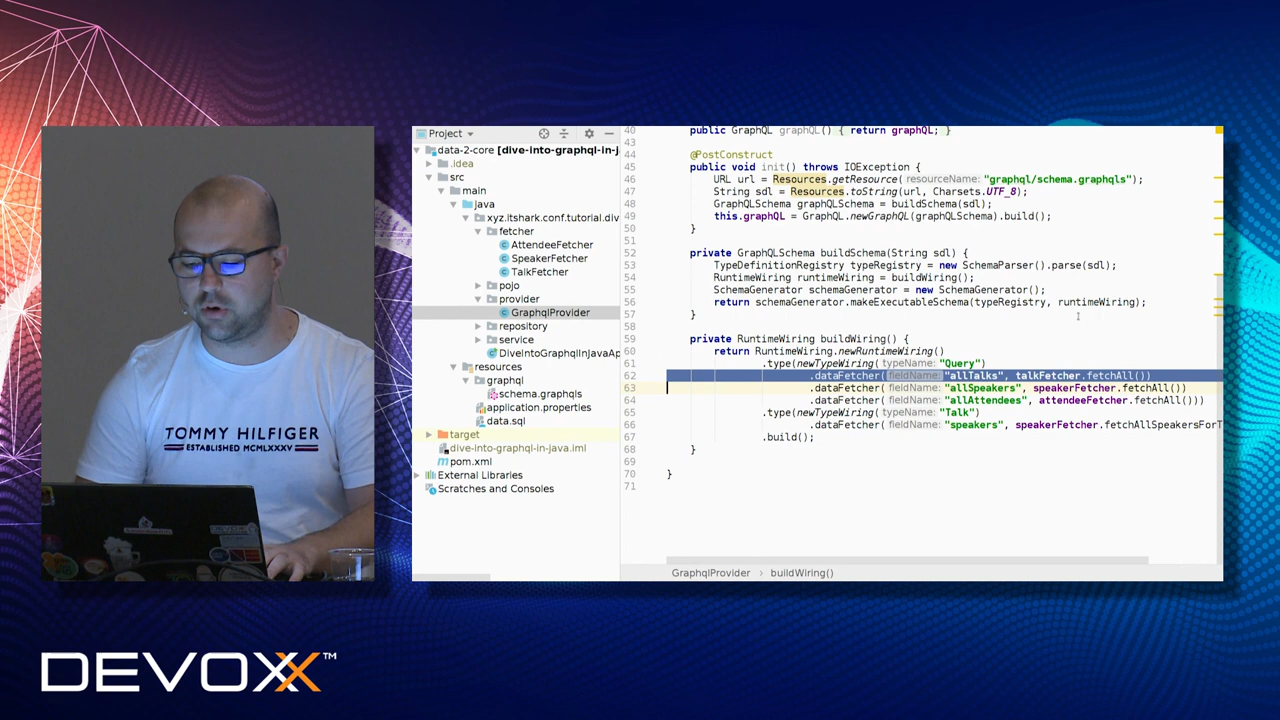 TOMMY HILFIGER
ESTABLISHED MCMLXXXV
DEVOXX™
Project
data-2-core [dive-into-graphql-in-j
.idea
src
main
java
xyz.itshark.conf.tutorial.div
fetcher
AttendeeFetcher
SpeakerFetcher
TalkFetcher
pojo
provider
GraphqlProvider
repository
service
DiveIntoGraphqlInJavaAp
resources
graphql
schema.graphqls
application.properties
data.sql
target
dive-into-graphql-in-java.iml
pom.xml
External Libraries
Scratches and Consoles
40 public GraphQL graphQL() { return graphQL; }
43
44 @PostConstruct
45 public void init() throws IOException {
46 URL url = Resources.getResource( resourceName: "graphql/schema.graphqls");
47 String sdl = Resources.toString(url, Charsets.UTF_8);
48 GraphQLSchema graphQLSchema = buildSchema(sdl);
49 this.graphQL = GraphQL.newGraphQL(graphQLSchema).build();
50 }
51
52 private GraphQLSchema buildSchema(String sdl) {
53 TypeDefinitionRegistry typeRegistry = new SchemaParser().parse(sdl);
54 RuntimeWiring runtimeWiring = buildWiring();
55 SchemaGenerator schemaGenerator = new SchemaGenerator();
56 return schemaGenerator.makeExecutableSchema(typeRegistry, runtimeWiring);
57 }
58
59 private RuntimeWiring buildWiring() {
60 return RuntimeWiring.newRuntimeWiring()
61 .type(newTypeWiring( typeName: "Query")
62 .dataFetcher( fieldName: "allTalks", talkFetcher.fetchAll())
63 .dataFetcher( fieldName: "allSpeakers", speakerFetcher.fetchAll())
64 .dataFetcher( fieldName: "allAttendees", attendeeFetcher.fetchAll()))
65 .type(newTypeWiring( typeName: "Talk")
66 .dataFetcher( fieldName: "speakers", speakerFetcher.fetchAllSpeakersForT
67 .build();
68 }
69
70 }
71
GraphqlProvider › buildWiring()